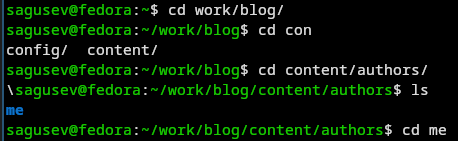 sagusev@fedora:~$ cd work/blog/
sagusev@fedora:~/work/blog$ cd con
config/  content/
sagusev@fedora:~/work/blog$ cd content/authors/
\sagusev@fedora:~/work/blog/content/authors$ ls
me
sagusev@fedora:~/work/blog/content/authors$ cd me